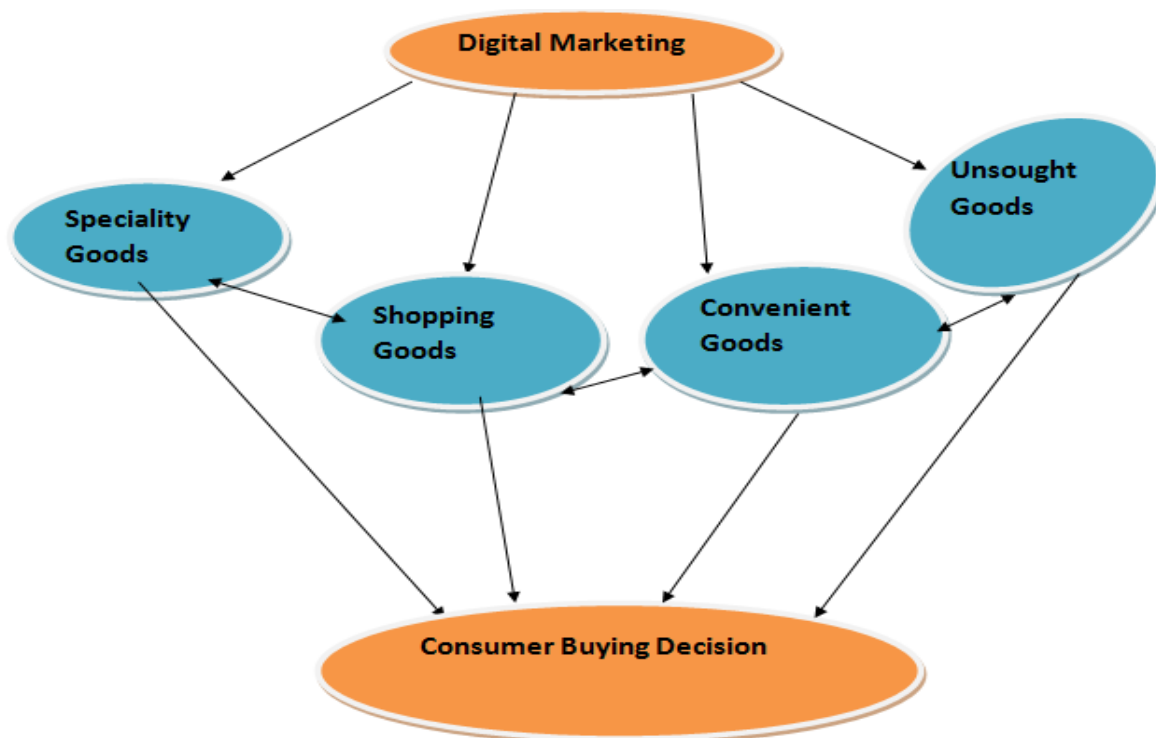 Digital Marketing
Unsought
Goods
Speciality
Goods
Shopping
Goods
Convenient
Goods
Consumer Buying Decision